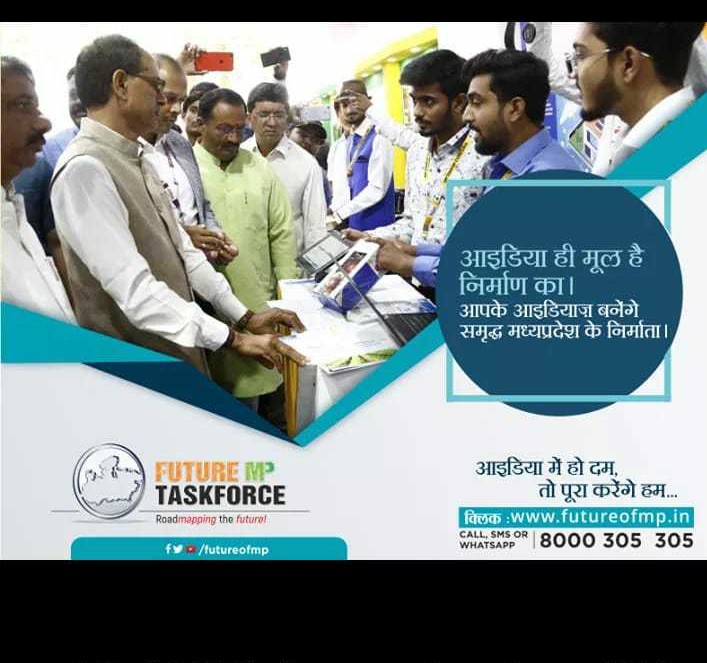 आइडिया ही मूल है
निर्माण का।
आपके आइडियाज़ बनेंगे
समृद्ध मध्यप्रदेश के निर्माता।
FUTURE MP
TASKFORCE
Roadmapping the future!
/futureofmp
आइडिया में हो दम,
तो पूरा करेंगे हम...
क्लिक :www.futureofmp.in
CALL, SMS OR
WHATSAPP
8000 305 305